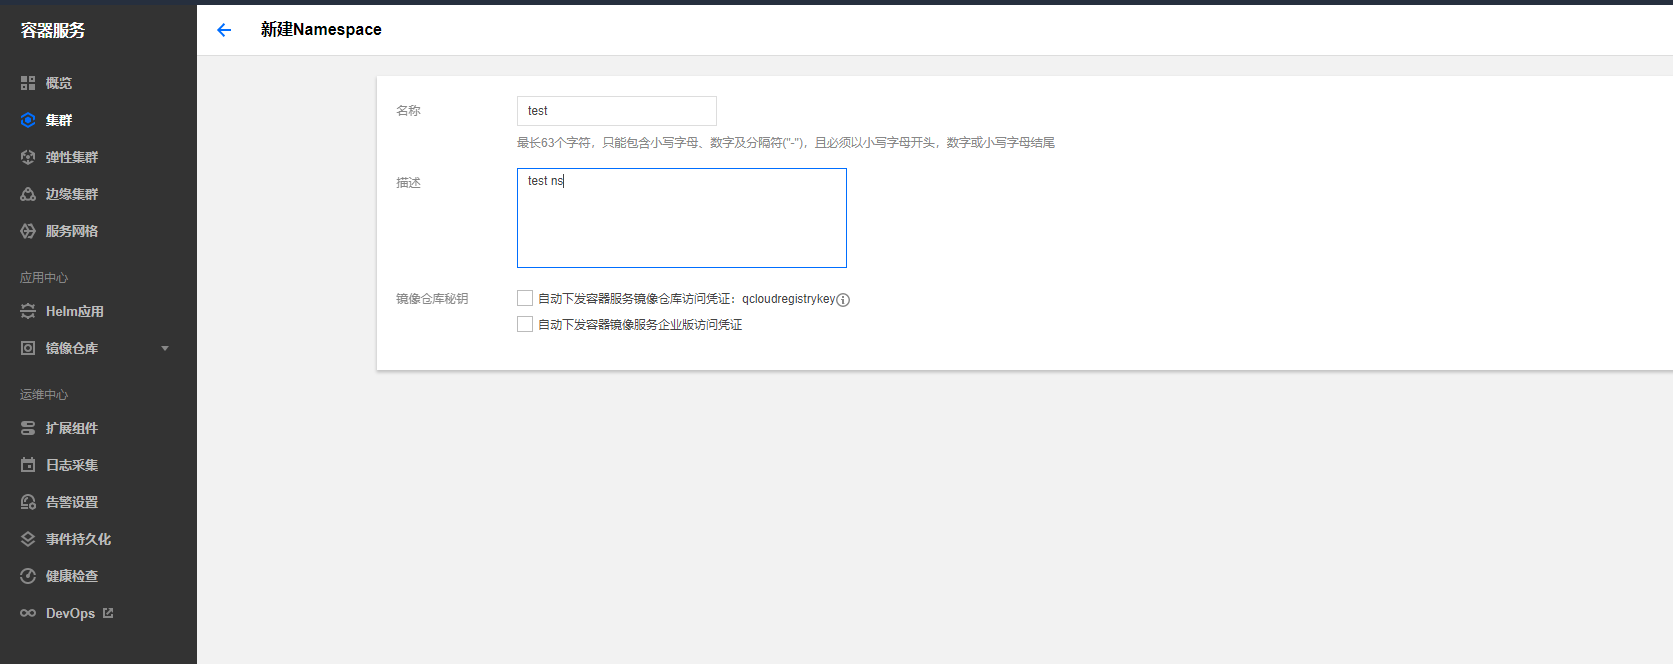 容器服务
新建Namespace
概览
集群
弹性集群
边缘集群
服务网格
应用中心
Helm应用
镜像仓库
运维中心
扩展组件
日志采集
告警设置
事件持久化
健康检查
DevOps
名称
test
最长63个字符，只能包含小写字母、数字及分隔符("-")，且必须以小写字母开头，数字或小写字母结尾
描述
test ns
镜像仓库秘钥
自动下发容器服务镜像仓库访问凭证：qcloudregistrykey
自动下发容器镜像服务企业版访问凭证